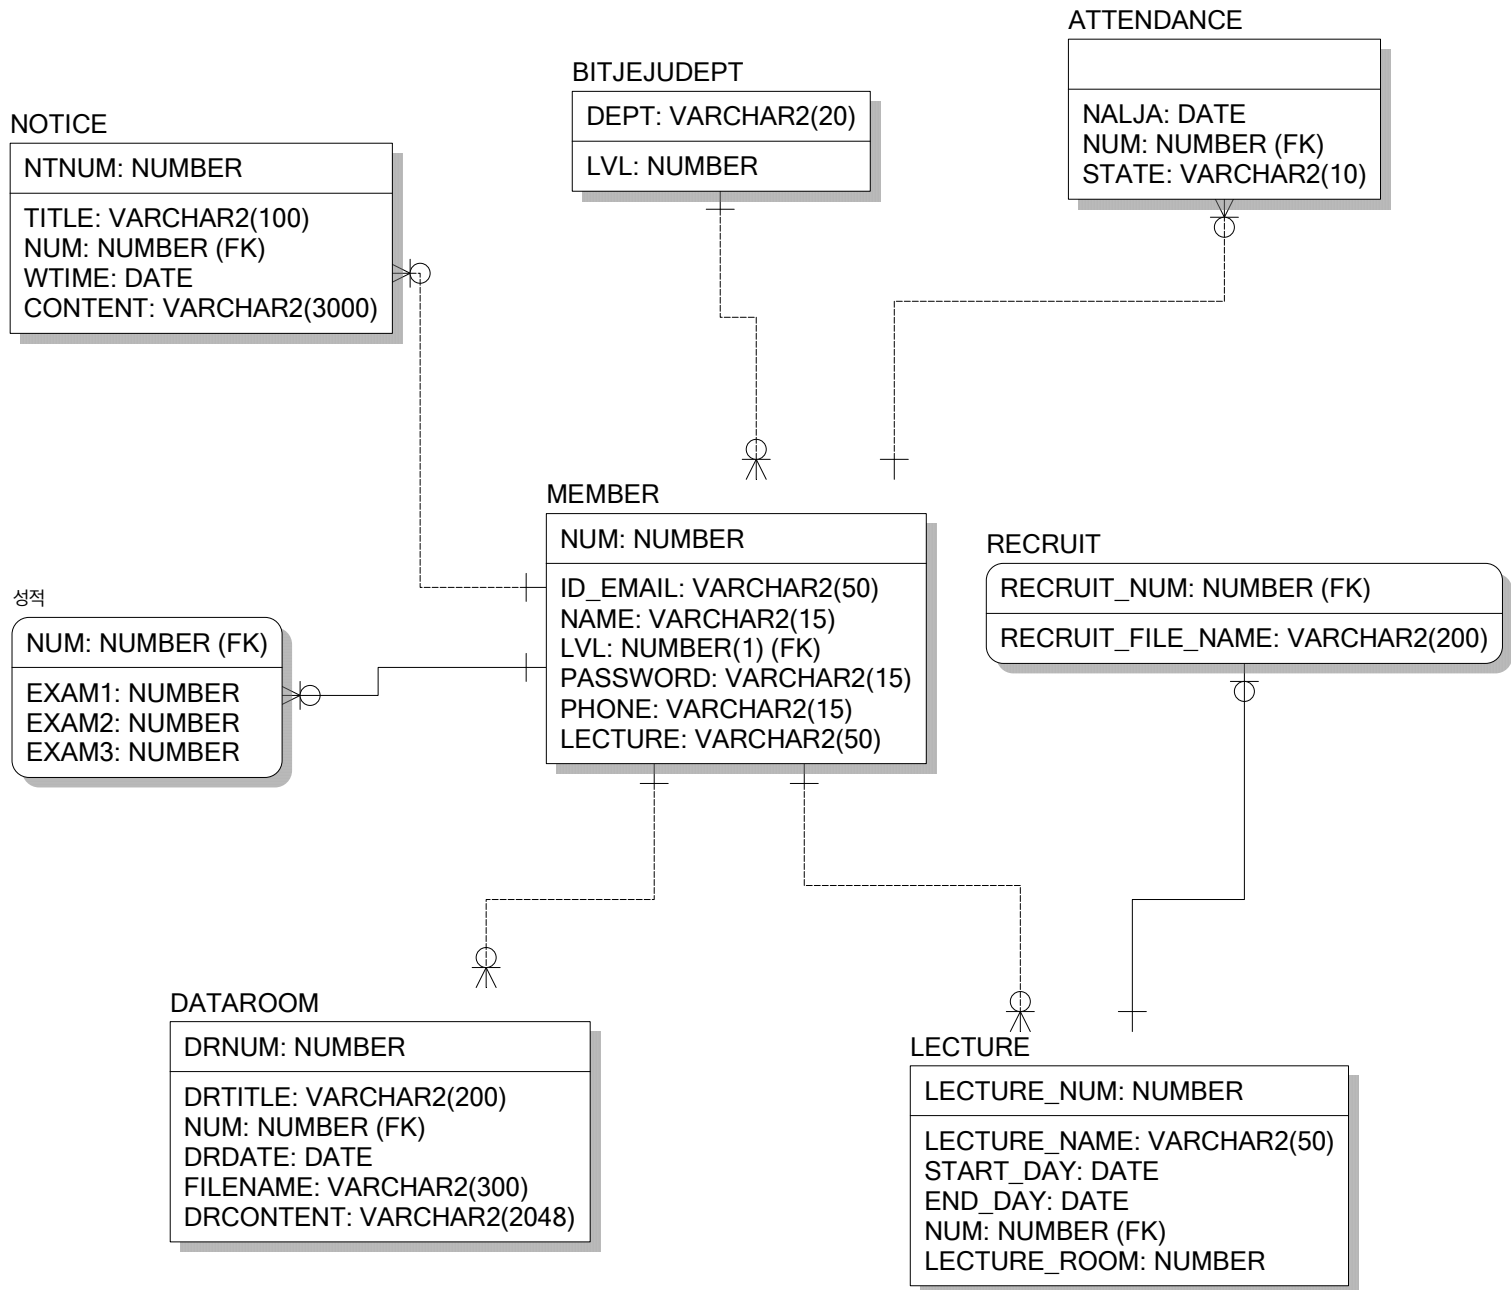 ATTENDANCE
NALJA: DATE
NUM: NUMBER (FK)
STATE: VARCHAR2(10)
BITJEJUDEPT
DEPT: VARCHAR2(20)
LVL: NUMBER
NOTICE
NTNUM: NUMBER
TITLE: VARCHAR2(100)
NUM: NUMBER (FK)
WTIME: DATE
CONTENT: VARCHAR2(3000)
MEMBER
NUM: NUMBER
ID_EMAIL: VARCHAR2(50)
NAME: VARCHAR2(15)
LVL: NUMBER(1) (FK)
PASSWORD: VARCHAR2(15)
PHONE: VARCHAR2(15)
LECTURE: VARCHAR2(50)
RECRUIT
RECRUIT_NUM: NUMBER (FK)
RECRUIT_FILE_NAME: VARCHAR2(200)
성적
NUM: NUMBER (FK)
EXAM1: NUMBER
EXAM2: NUMBER
EXAM3: NUMBER
DATAROOM
DRNUM: NUMBER
DRTITLE: VARCHAR2(200)
NUM: NUMBER (FK)
DRDATE: DATE
FILENAME: VARCHAR2(300)
DRCONTENT: VARCHAR2(2048)
LECTURE
LECTURE_NUM: NUMBER
LECTURE_NAME: VARCHAR2(50)
START_DAY: DATE
END_DAY: DATE
NUM: NUMBER (FK)
LECTURE_ROOM: NUMBER